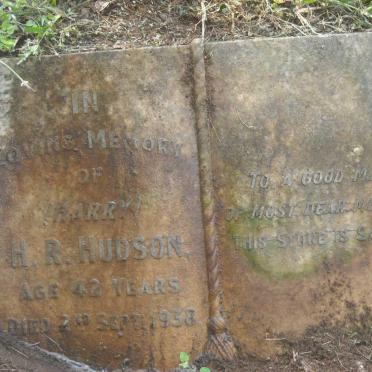 IN
LOVING MEMORY
OF
(HARRY)
H. R. HUDSON.
AGE 42 YEARS.
DIED 2ND SEPT. 1938.
TO A GOOD
OF MOST DEAR
THIS STONE IS